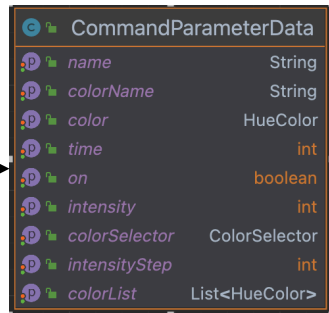 C CommandParameterData
p name String
p colorName String
p color HueColor
p time int
p on boolean
p intensity int
p colorSelector ColorSelector
p intensityStep int
p colorList List<HueColor>